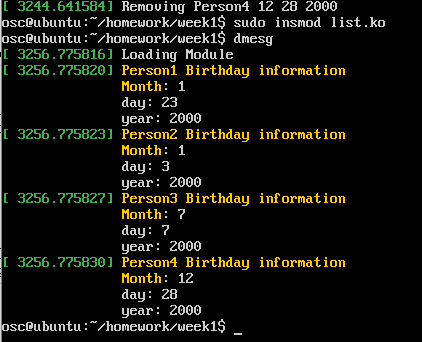 [ 3244.641584] Removing Person4 12 28 2000
osc@ubuntu:~/homework/week1$ sudo insmod list.ko
osc@ubuntu:~/homework/week1$ dmesg
[ 3256.775816] Loading Module
[ 3256.775820] Person1 Birthday information
Month: 1
day: 23
year: 2000
[ 3256.775823] Person2 Birthday information
Month: 1
day: 3
year: 2000
[ 3256.775827] Person3 Birthday information
Month: 7
day: 7
year: 2000
[ 3256.775830] Person4 Birthday information
Month: 12
day: 28
year: 2000
osc@ubuntu:~/homework/week1$ _